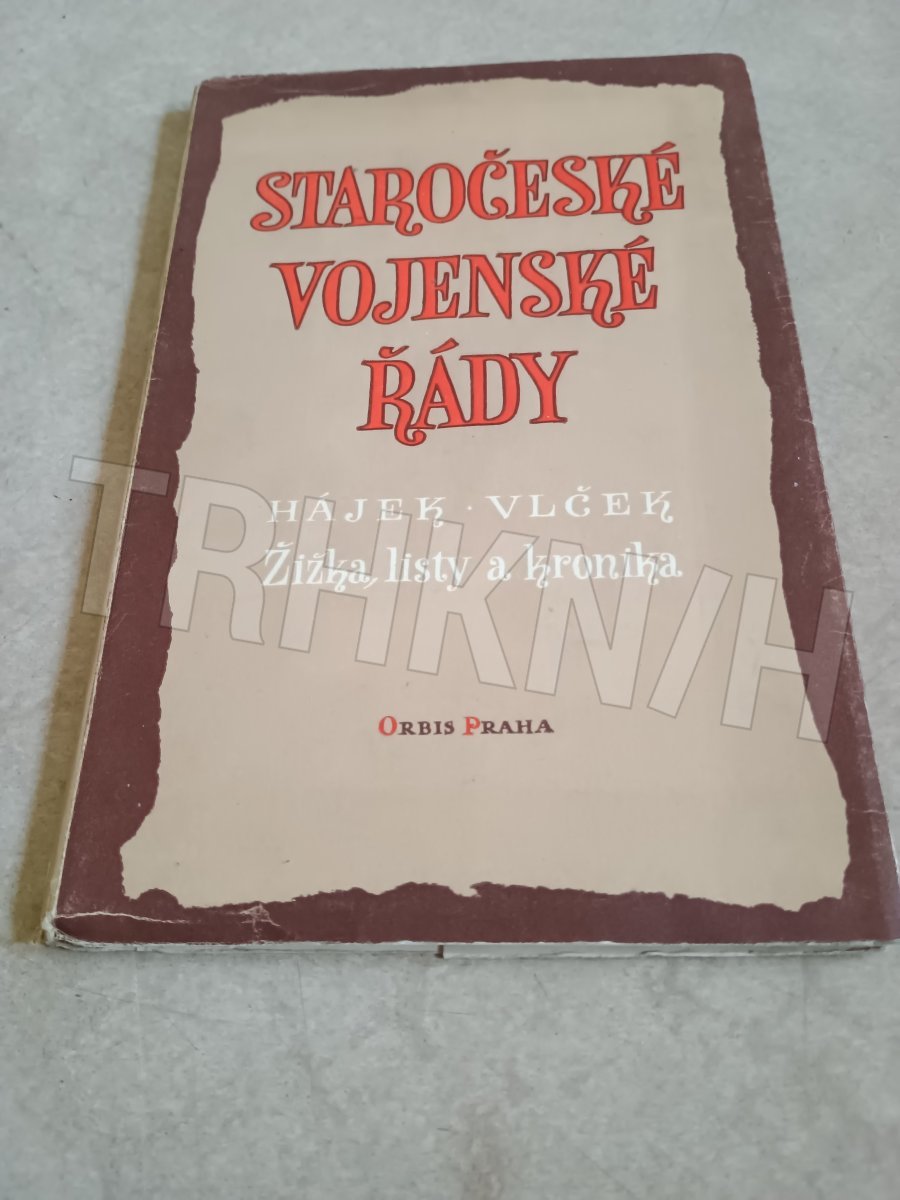 STAROČESKÉ
VOJENSKÉ
ŘÁDY
HÁJEK · VLČEK
Žižka, listy a kronika
TRHKNIH
ORBIS PRAHA